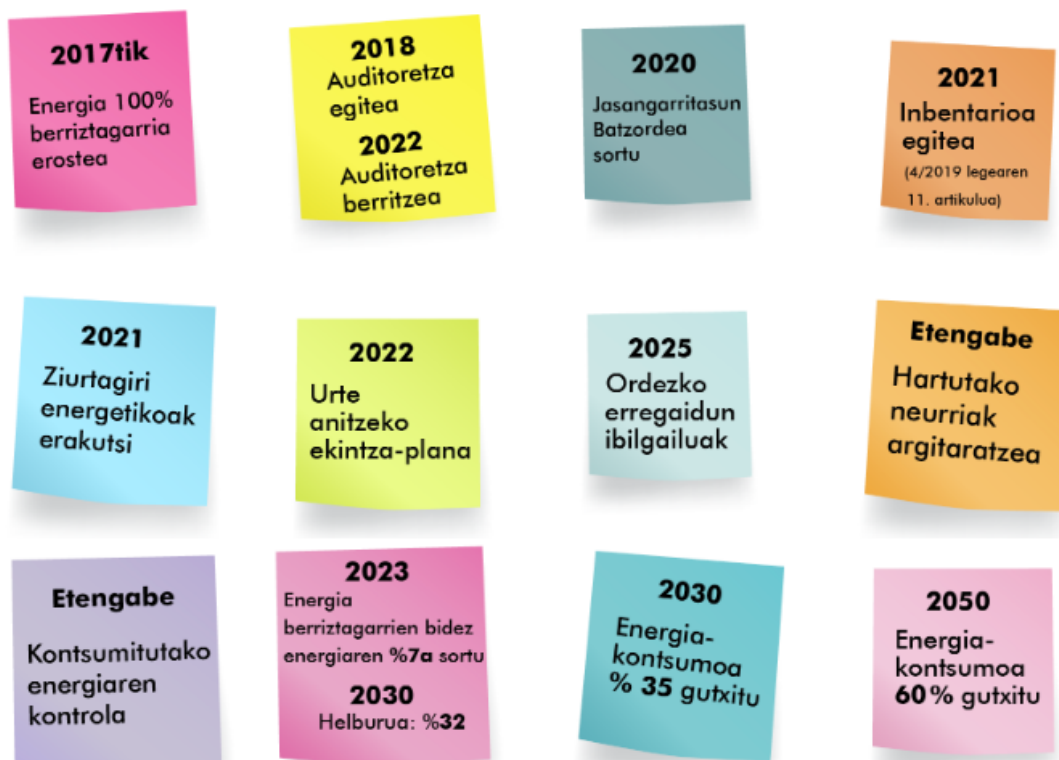 2017tik
Energia 100%
berriztagarria
erostea
2018
Auditoretza
egitea
2022
Auditoretza
berritzea
2020
Jasangarritasun
Batzordea
sortu
2021
Inbentarioa
egitea
(4/2019 legearen
11. artikulua)
2021
Ziurtagiri
energetikoak
erakutsi
2022
Urte
anitzeko
ekintza-plana
2025
Ordezko
erregaidun
ibilgailuak
Etengabe
Hartutako
neurriak
argitaratzea
Etengabe
Kontsumitutako
energiaren
kontrola
2023
Energia
berriztagarrien bidez
energiaren %7a sortu
2030
Helburua: %32
2030
Energia-
kontsumoa
% 35 gutxitu
2050
Energia-
kontsumoa
60% gutxitu